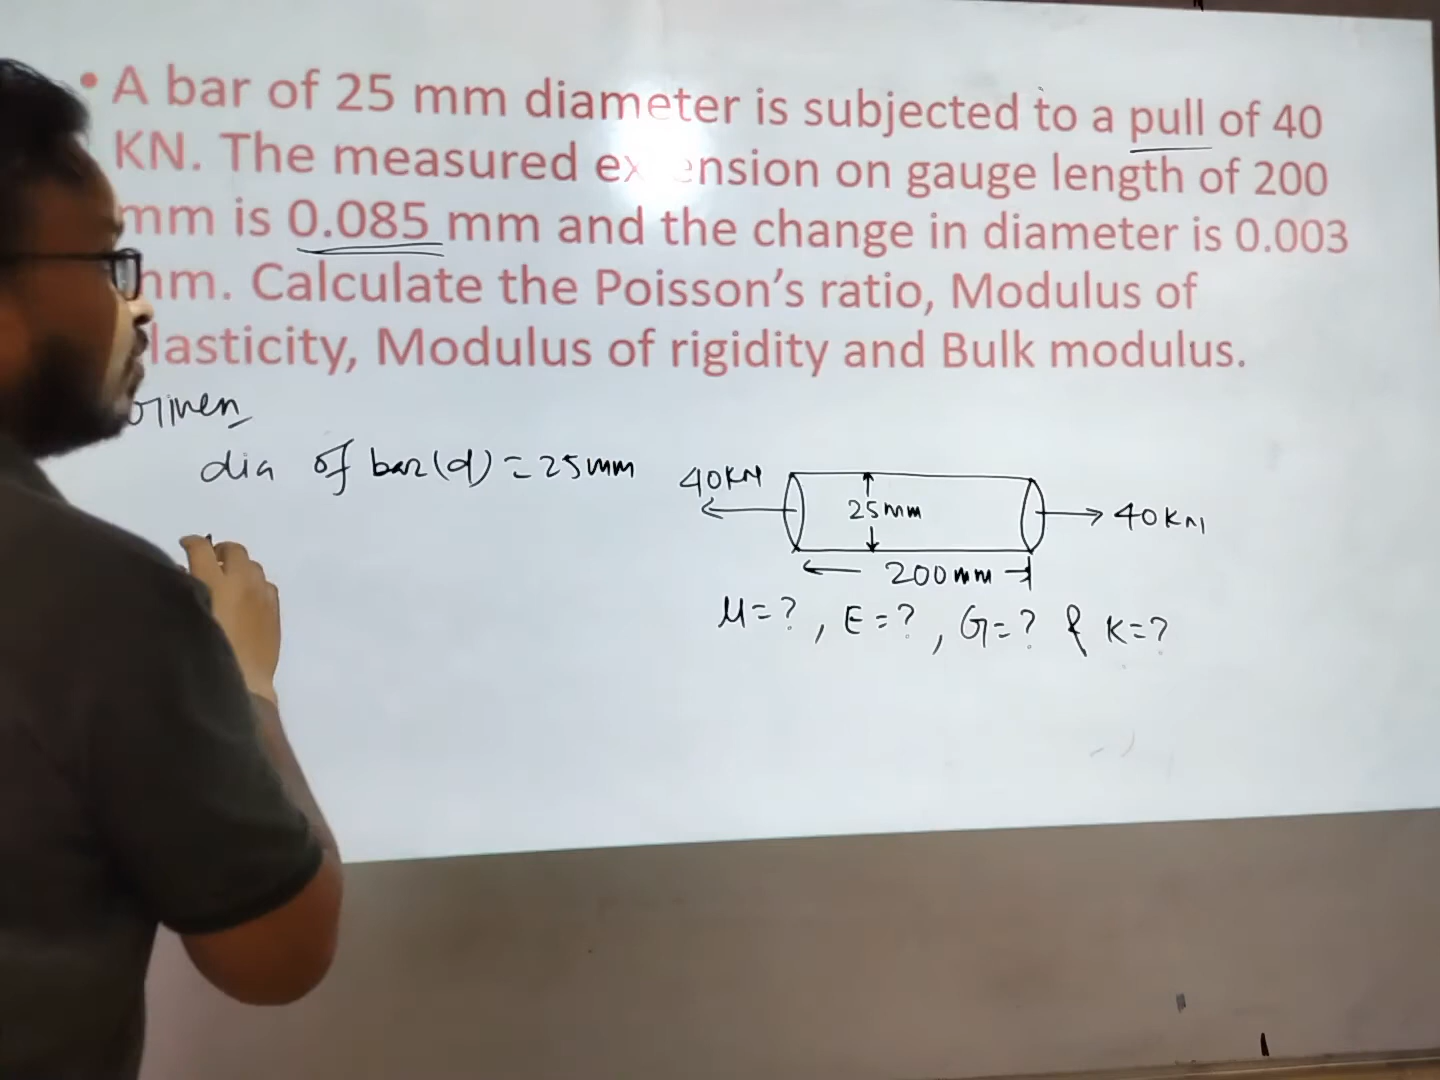 • A bar of 25 mm diameter is subjected to a pull of 40
KN. The measured ension on gauge length of 200
mm is 0.085 mm and the change in diameter is 0.003
mm. Calculate the Poisson's ratio, Modulus of
lasticity, Modulus of rigidity and Bulk modulus.
Given
dia of bar(d) = 25mm
40KN
25mm
40KN
200mm
μ=? , E=? , G=? & K=?